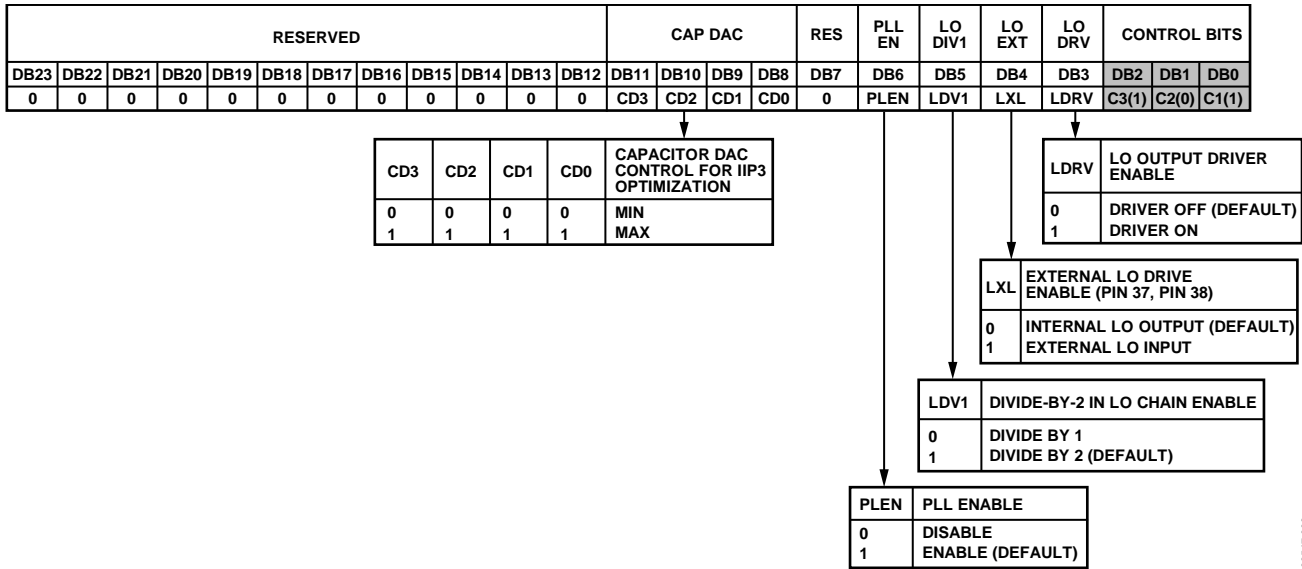 RESERVED CAP DAC RES PLL EN LO DIV1 LO EXT LO DRV CONTROL BITS
DB23 DB22 DB21 DB20 DB19 DB18 DB17 DB16 DB15 DB14 DB13 DB12 DB11 DB10 DB9 DB8 DB7 DB6 DB5 DB4 DB3 DB2 DB1 DB0
0 0 0 0 0 0 0 0 0 0 0 0 CD3 CD2 CD1 CD0 0 PLEN LDV1 LXL LDRV C3(1) C2(0) C1(1)
CD3 CD2 CD1 CD0 CAPACITOR DAC CONTROL FOR IIP3 OPTIMIZATION
0 0 0 0 MIN
1 1 1 1 MAX
LDRV LO OUTPUT DRIVER ENABLE
0 DRIVER OFF (DEFAULT)
1 DRIVER ON
LXL EXTERNAL LO DRIVE ENABLE (PIN 37, PIN 38)
0 INTERNAL LO OUTPUT (DEFAULT)
1 EXTERNAL LO INPUT
LDV1 DIVIDE-BY-2 IN LO CHAIN ENABLE
0 DIVIDE BY 1
1 DIVIDE BY 2 (DEFAULT)
PLEN PLL ENABLE
0 DISABLE
1 ENABLE (DEFAULT)